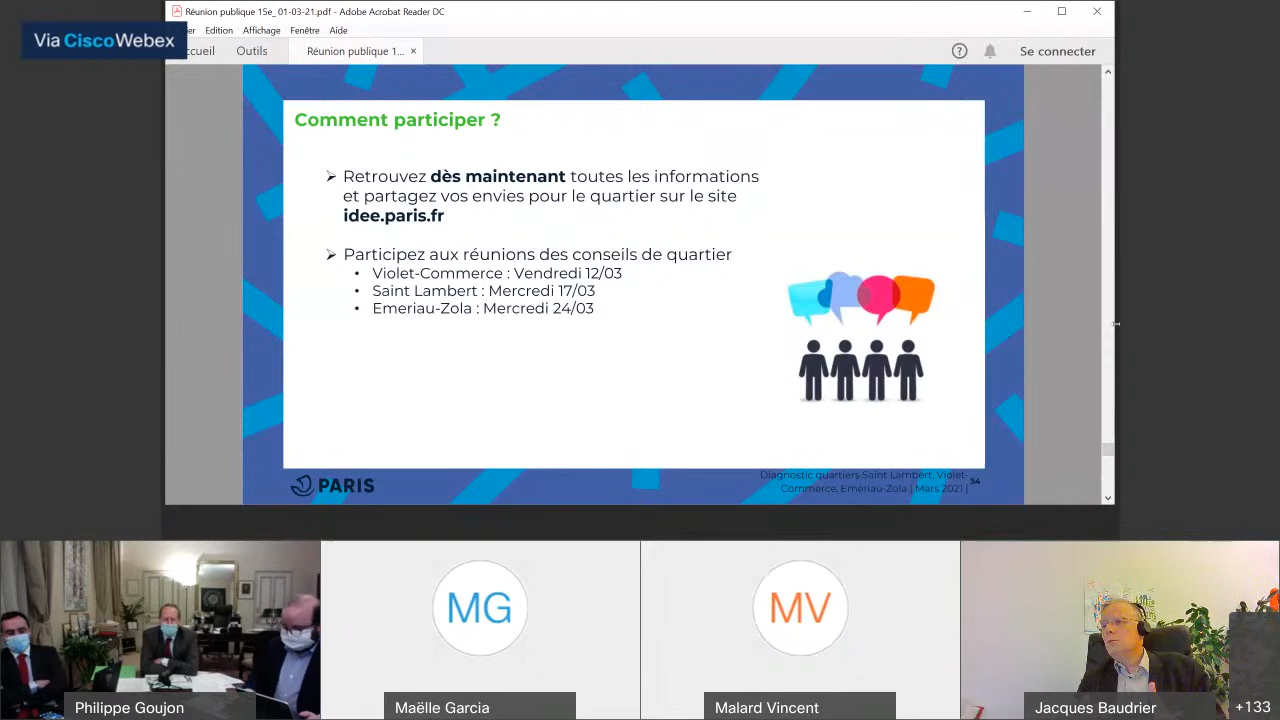 Réunion publique 15e_ 01-03-21.pdf - Adobe Acrobat Reader DC
Edition Affichage Fenêtre Aide
Via CiscoWebex
Outils
Réunion publique 1... ×
Se connecter
Comment participer ?
Retrouvez dès maintenant toutes les informations
et partagez vos envies pour le quartier sur le site
idee.paris.fr
Participez aux réunions des conseils de quartier
• Violet-Commerce : Vendredi 12/03
• Saint Lambert : Mercredi 17/03
• Emeriau-Zola : Mercredi 24/03
PARIS
Diagnostic quartiers Saint Lambert, Violet-
Commerce, Emeriau-Zola | Mars 2021 | 34
MG
MV
Philippe Goujon
Maëlle Garcia
Malard Vincent
Jacques Baudrier
+133